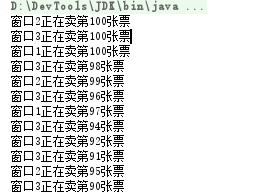 D:\DevTools\JDK\bin\java ...
窗口2正在卖第100张票
窗口3正在卖第100张票
窗口1正在卖第100张票
窗口3正在卖第98张票
窗口2正在卖第99张票
窗口3正在卖第96张票
窗口1正在卖第97张票
窗口3正在卖第94张票
窗口3正在卖第92张票
窗口3正在卖第91张票
窗口2正在卖第95张票
窗口3正在卖第90张票